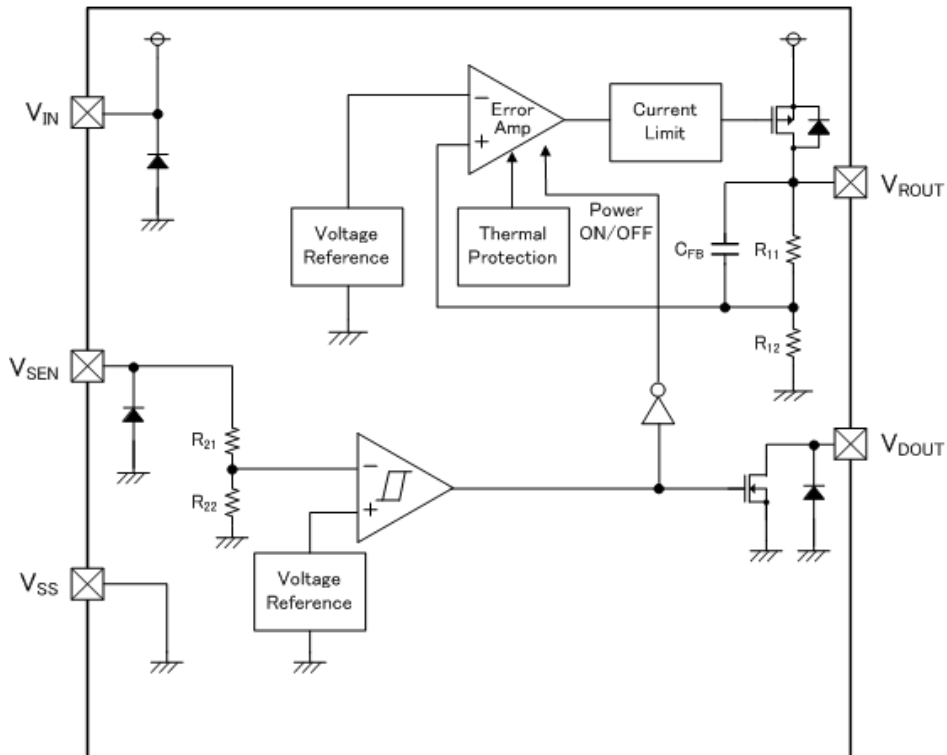 VIN
−
+
Error
Amp
Current
Limit
VROUT
Voltage
Reference
Thermal
Protection
Power
ON/OFF
CFB
R11
R12
VSEN
R21
R22
−
+
VDOUT
Voltage
Reference
VSS